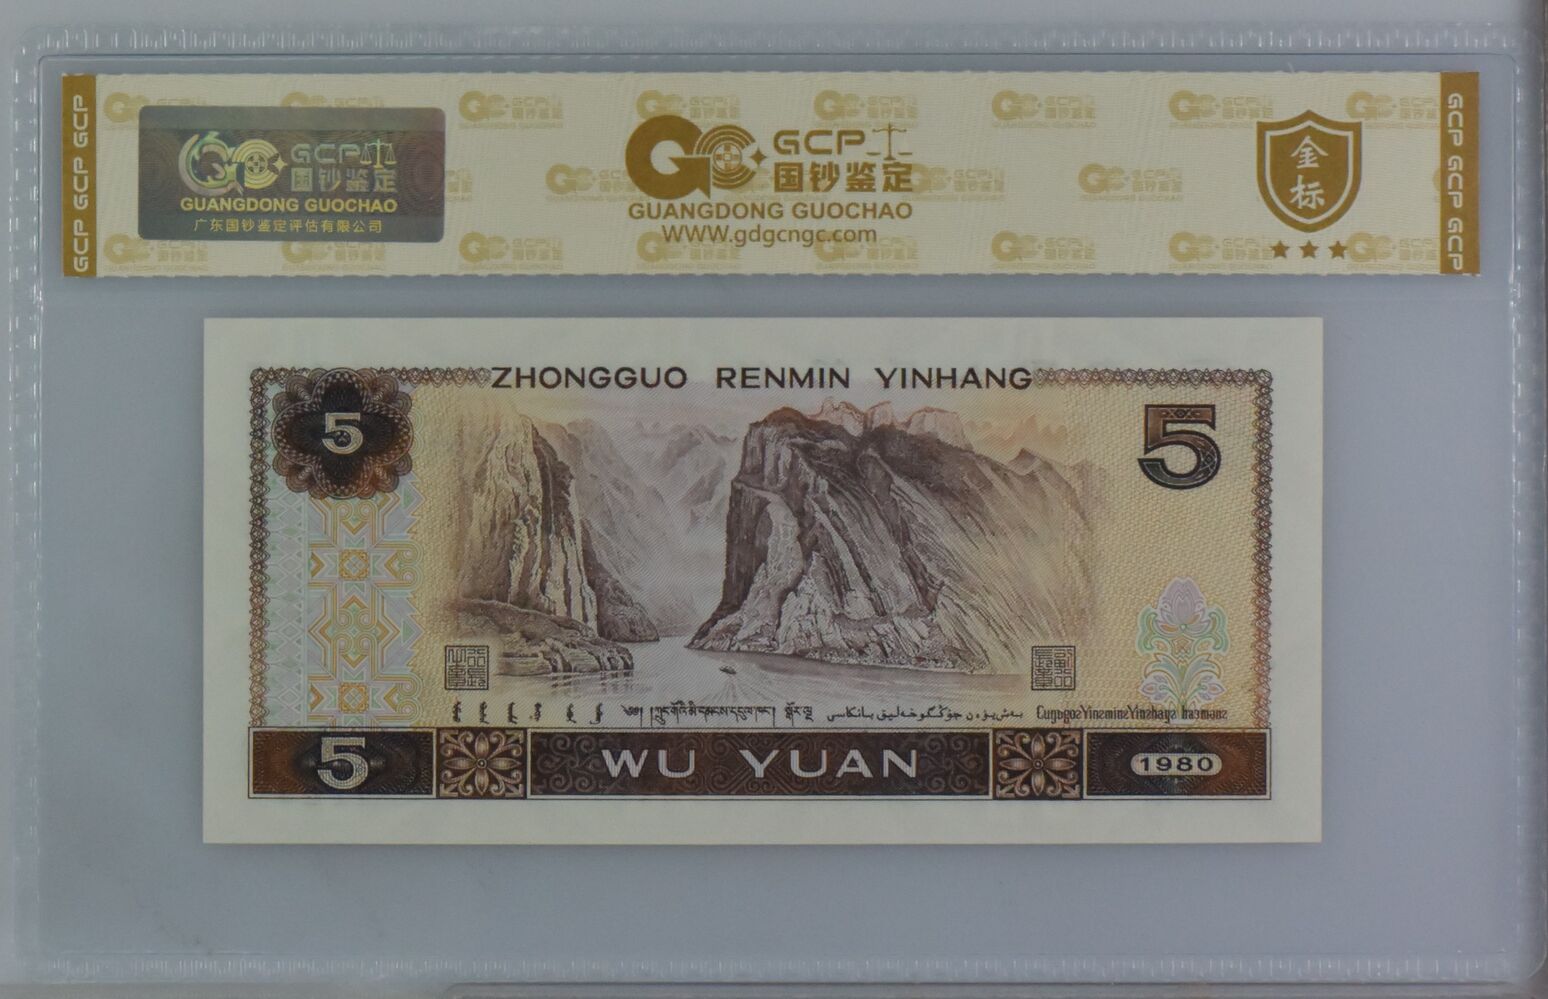 GCP GCP GCP
GCP 国钞鉴定
GUANGDONG GUOCHAO
广东国钞鉴定评估有限公司
GCP
国钞鉴定
GUANGDONG GUOCHAO
WWW.gdgcngc.com
金
标
GCP GCP GCP
ZHONGGUO RENMIN YINHANG
5
5
5
WU YUAN
1980